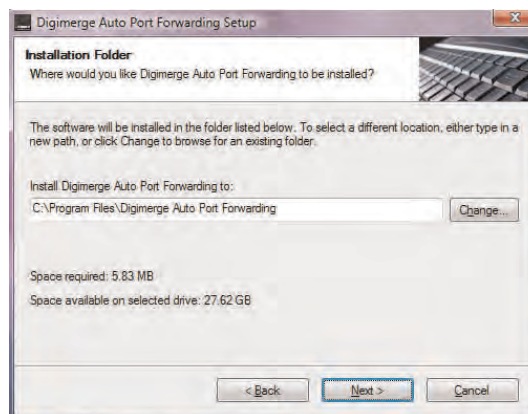 Digimerge Auto Port Forwarding Setup
Installation Folder
Where would you like Digimerge Auto Port Forwarding to be installed?
The software will be installed in the folder listed below. To select a different location, either type in a
new path, or click Change to browse for an existing folder.
Install Digimerge Auto Port Forwarding to:
C:\Program Files\Digimerge Auto Port Forwarding
Change...
Space required: 5.83 MB
Space available on selected drive: 27.62 GB
< Back
Next >
Cancel